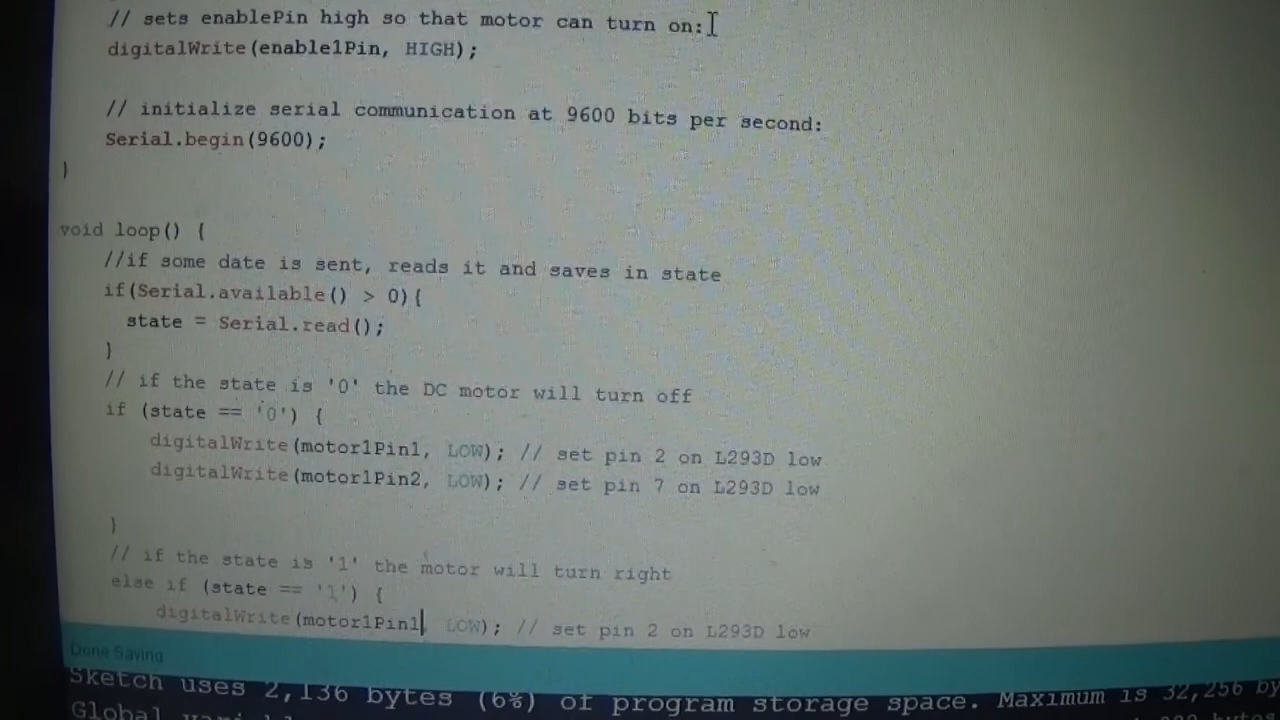 // sets enablePin high so that motor can turn on:
digitalWrite(enable1Pin, HIGH);
// initialize serial communication at 9600 bits per second:
Serial.begin(9600);
}
void loop() {
//if some date is sent, reads it and saves in state
if(Serial.available() > 0){
state = Serial.read();
}
// if the state is '0' the DC motor will turn off
if (state == '0') {
digitalWrite(motor1Pin1, LOW); // set pin 2 on L293D low
digitalWrite(motor1Pin2, LOW); // set pin 7 on L293D low
}
// if the state is '1' the motor will turn right
else if (state == '1') {
digitalWrite(motor1Pin1, LOW); // set pin 2 on L293D low
Done Saving
Sketch uses 2,136 bytes (6%) of program storage space. Maximum is 32,256 by
Global